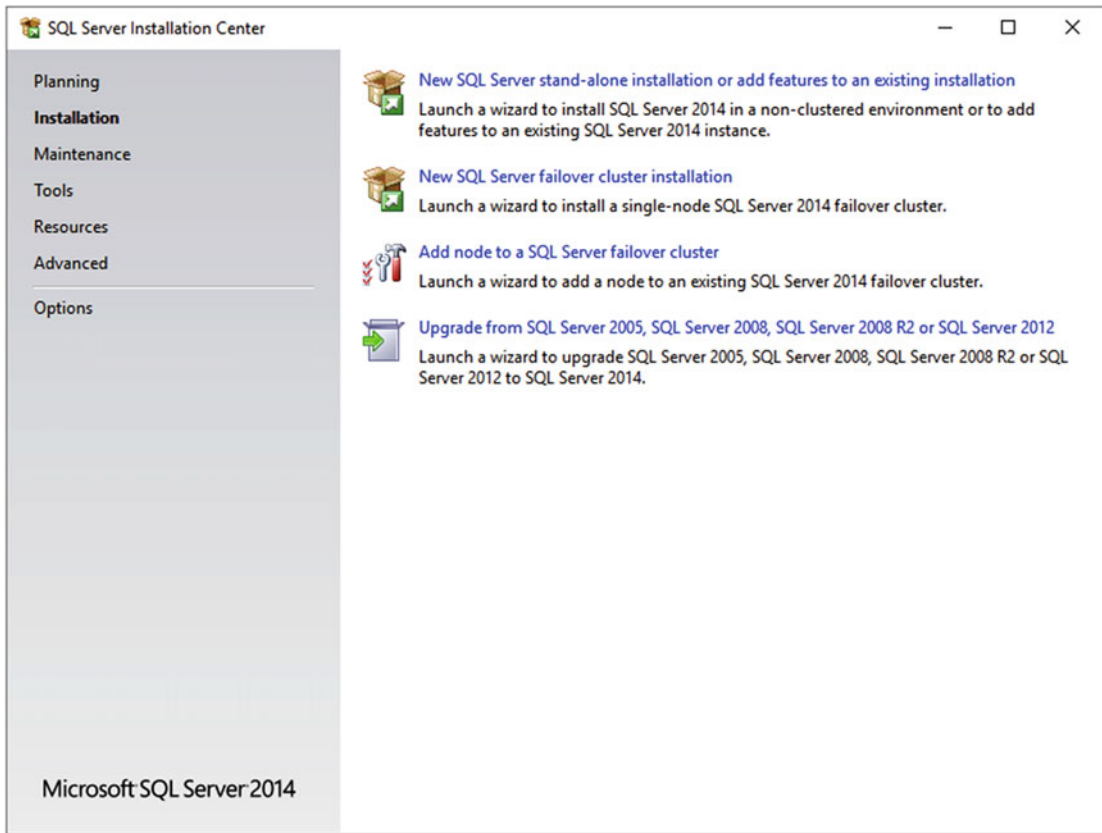 SQL Server Installation Center
Planning
Installation
Maintenance
Tools
Resources
Advanced
Options
Microsoft SQL Server 2014
New SQL Server stand-alone installation or add features to an existing installation
Launch a wizard to install SQL Server 2014 in a non-clustered environment or to add
features to an existing SQL Server 2014 instance.
New SQL Server failover cluster installation
Launch a wizard to install a single-node SQL Server 2014 failover cluster.
Add node to a SQL Server failover cluster
Launch a wizard to add a node to an existing SQL Server 2014 failover cluster.
Upgrade from SQL Server 2005, SQL Server 2008, SQL Server 2008 R2 or SQL Server 2012
Launch a wizard to upgrade SQL Server 2005, SQL Server 2008, SQL Server 2008 R2 or SQL
Server 2012 to SQL Server 2014.